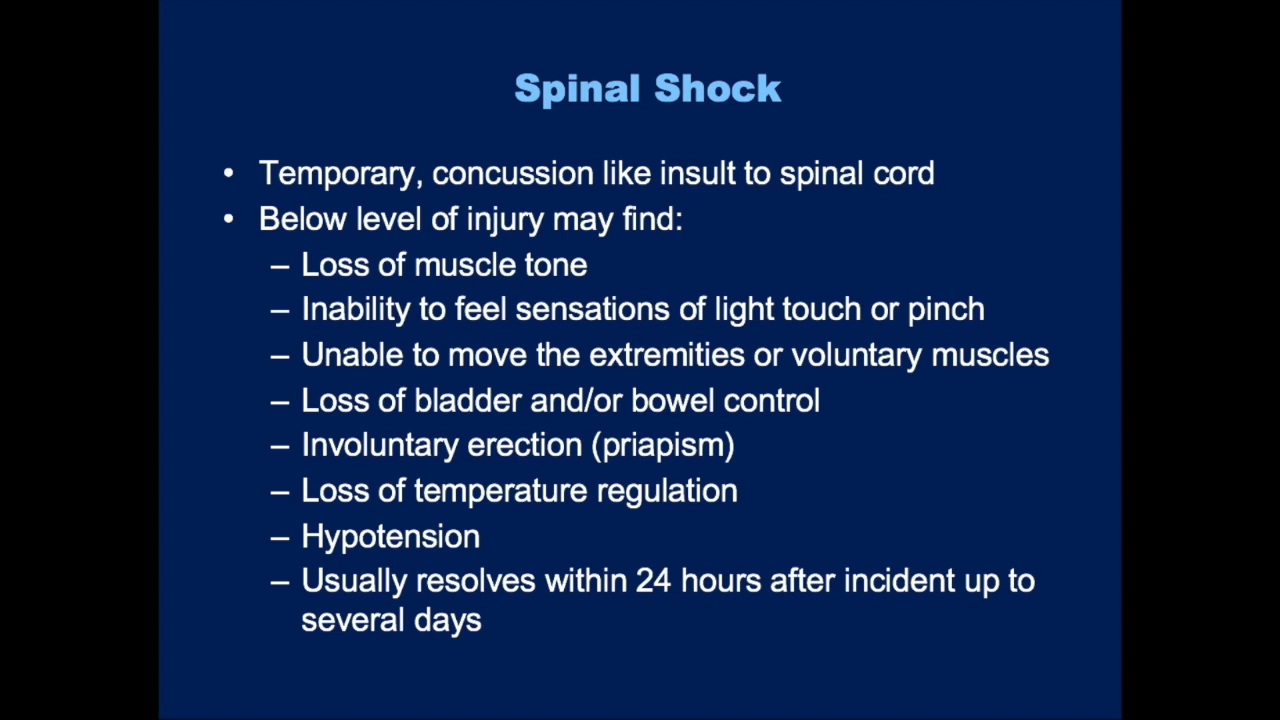 Spinal Shock
• Temporary, concussion like insult to spinal cord
• Below level of injury may find:
– Loss of muscle tone
– Inability to feel sensations of light touch or pinch
– Unable to move the extremities or voluntary muscles
– Loss of bladder and/or bowel control
– Involuntary erection (priapism)
– Loss of temperature regulation
– Hypotension
– Usually resolves within 24 hours after incident up to
several days